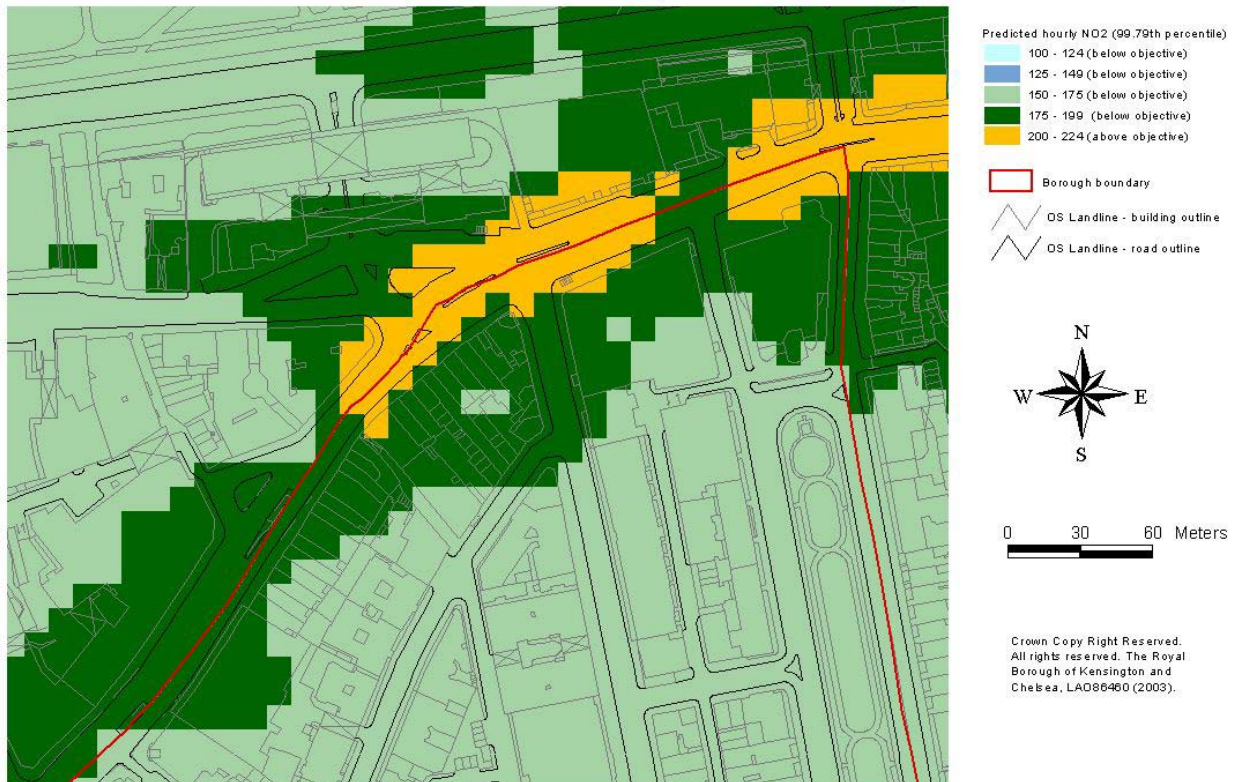 Predicted hourly NO2 (99.79th percentile)
100 - 124 (below objective)
125 - 149 (below objective)
150 - 175 (below objective)
175 - 199 (below objective)
200 - 224 (above objective)
Borough boundary
OS Landline - building outline
OS Landline - road outline
N
W E
S
0 30 60 Meters
Crown Copy Right Reserved.
All rights reserved. The Royal
Borough of Kensington and
Chelsea, LA086460 (2003).